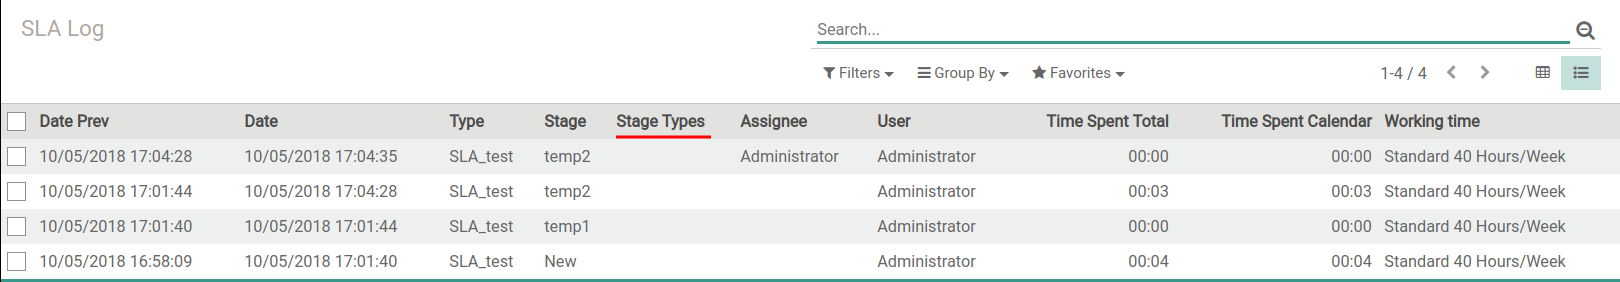 SLA Log
Search...
Filters Group By Favorites 1-4 / 4
Date Prev Date Type Stage Stage Types Assignee User Time Spent Total Time Spent Calendar Working time
10/05/2018 17:04:28 10/05/2018 17:04:35 SLA_test temp2 Administrator Administrator 00:00 00:00 Standard 40 Hours/Week
10/05/2018 17:01:44 10/05/2018 17:04:28 SLA_test temp2 Administrator 00:03 00:03 Standard 40 Hours/Week
10/05/2018 17:01:40 10/05/2018 17:01:44 SLA_test temp1 Administrator 00:00 00:00 Standard 40 Hours/Week
10/05/2018 16:58:09 10/05/2018 17:01:40 SLA_test New Administrator 00:04 00:04 Standard 40 Hours/Week